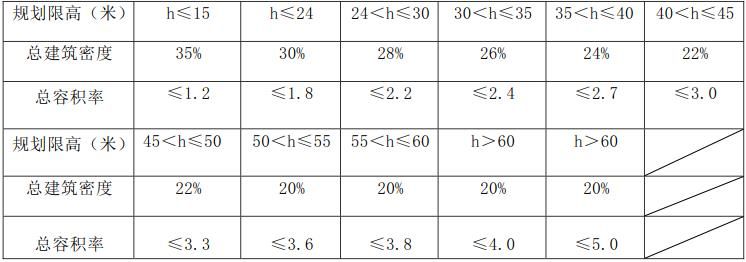 规划限高（米） h≤15 h≤24 24＜h≤30 30＜h≤35 35＜h≤40 40＜h≤45
总建筑密度 35% 30% 28% 26% 24% 22%
总容积率 ≤1.2 ≤1.8 ≤2.2 ≤2.4 ≤2.7 ≤3.0
规划限高（米） 45＜h≤50 50＜h≤55 55＜h≤60 h＞60 h＞60
总建筑密度 22% 20% 20% 20% 20%
总容积率 ≤3.3 ≤3.6 ≤3.8 ≤4.0 ≤5.0